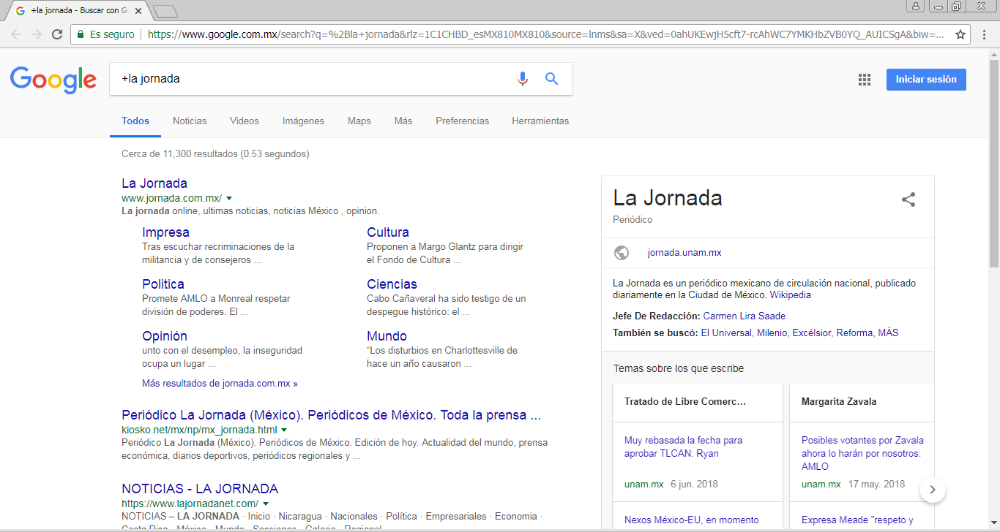 +la jornada - Buscar con G
Es seguro
https://www.google.com.mx/search?q=%2Bla+jornada&rlz=1C1CHBD_esMX810MX810&source=lnms&sa=X&ved=0ahUKEwjH5cft7-rcAhWC7YMKHbZVB0YQ_AUICSgA&biw=...
Google
+la jornada
Iniciar sesión
Todos Noticias Videos Imágenes Maps Más Preferencias Herramientas
Cerca de 11,300 resultados (0.53 segundos)
La Jornada
www.jornada.com.mx/
La jornada online, ultimas noticias, noticias México , opinion.
Impresa
Tras escuchar recriminaciones de la
militancia y de consejeros ...
Cultura
Proponen a Margo Glantz para dirigir
el Fondo de Cultura ...
Politica
Promete AMLO a Monreal respetar
división de poderes. El ...
Ciencias
Cabo Cañaveral ha sido testigo de un
despegue histórico: el ...
Opinión
unto con el desempleo, la inseguridad
ocupa un lugar ...
Mundo
“Los disturbios en Charlottesville de
hace un año causaron ...
Más resultados de jornada.com.mx »
Periódico La Jornada (México). Periódicos de México. Toda la prensa ...
kiosko.net/mx/np/mx_jornada.html
Periódico La Jornada (México). Periódicos de México. Edición de hoy. Actualidad del mundo, prensa
económica, diarios deportivos, periódicos regionales y ...
NOTICIAS - LA JORNADA
https://www.lajornadanet.com/
NOTICIAS – LA JORNADA · Inicio · Nicaragua · Nacionales · Política · Empresariales · Economia ·
Costa Rica · México · Mundo · Secciones · Galeria · Regional
La Jornada
Periódico
jornada.unam.mx
La Jornada es un periódico mexicano de circulación nacional, publicado
diariamente en la Ciudad de México. Wikipedia
Jefe De Redacción: Carmen Lira Saade
También se buscó: El Universal, Milenio, Excélsior, Reforma, MÁS
Temas sobre los que escribe
Tratado de Libre Comerc...
Muy rebasada la fecha para
aprobar TLCAN: Ryan
unam.mx 6 jun. 2018
Nexos México-EU, en momento
Margarita Zavala
Posibles votantes por Zavala
ahora lo harán por nosotros:
AMLO
unam.mx 17 may. 2018
Expresa Meade "respeto y